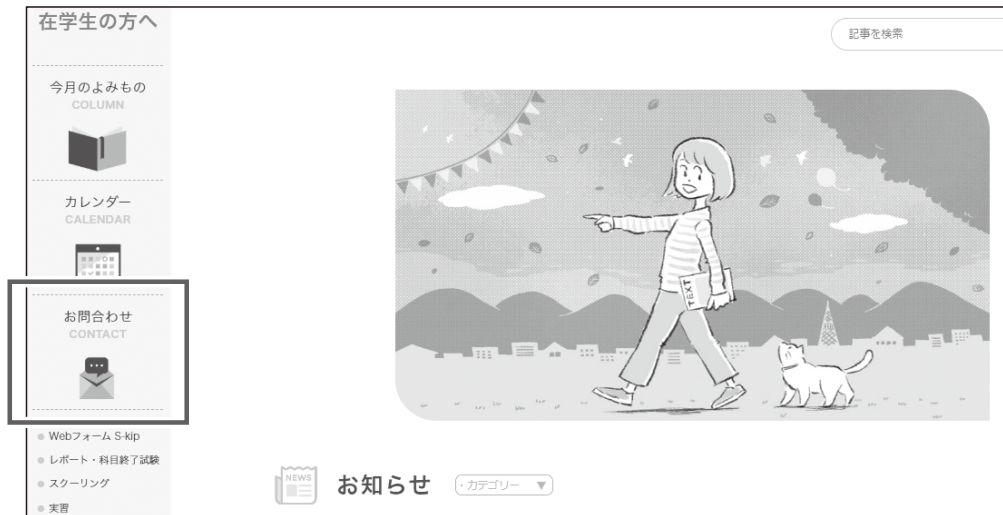 在学生の方へ
記事を検索
今月のよみもの
COLUMN
カレンダー
CALENDAR
お問合わせ
CONTACT
TEXT
Webフォーム S-kip
レポート・科目終了試験
スクーリング
実習
NEWS
お知らせ
・カテゴリー ▼